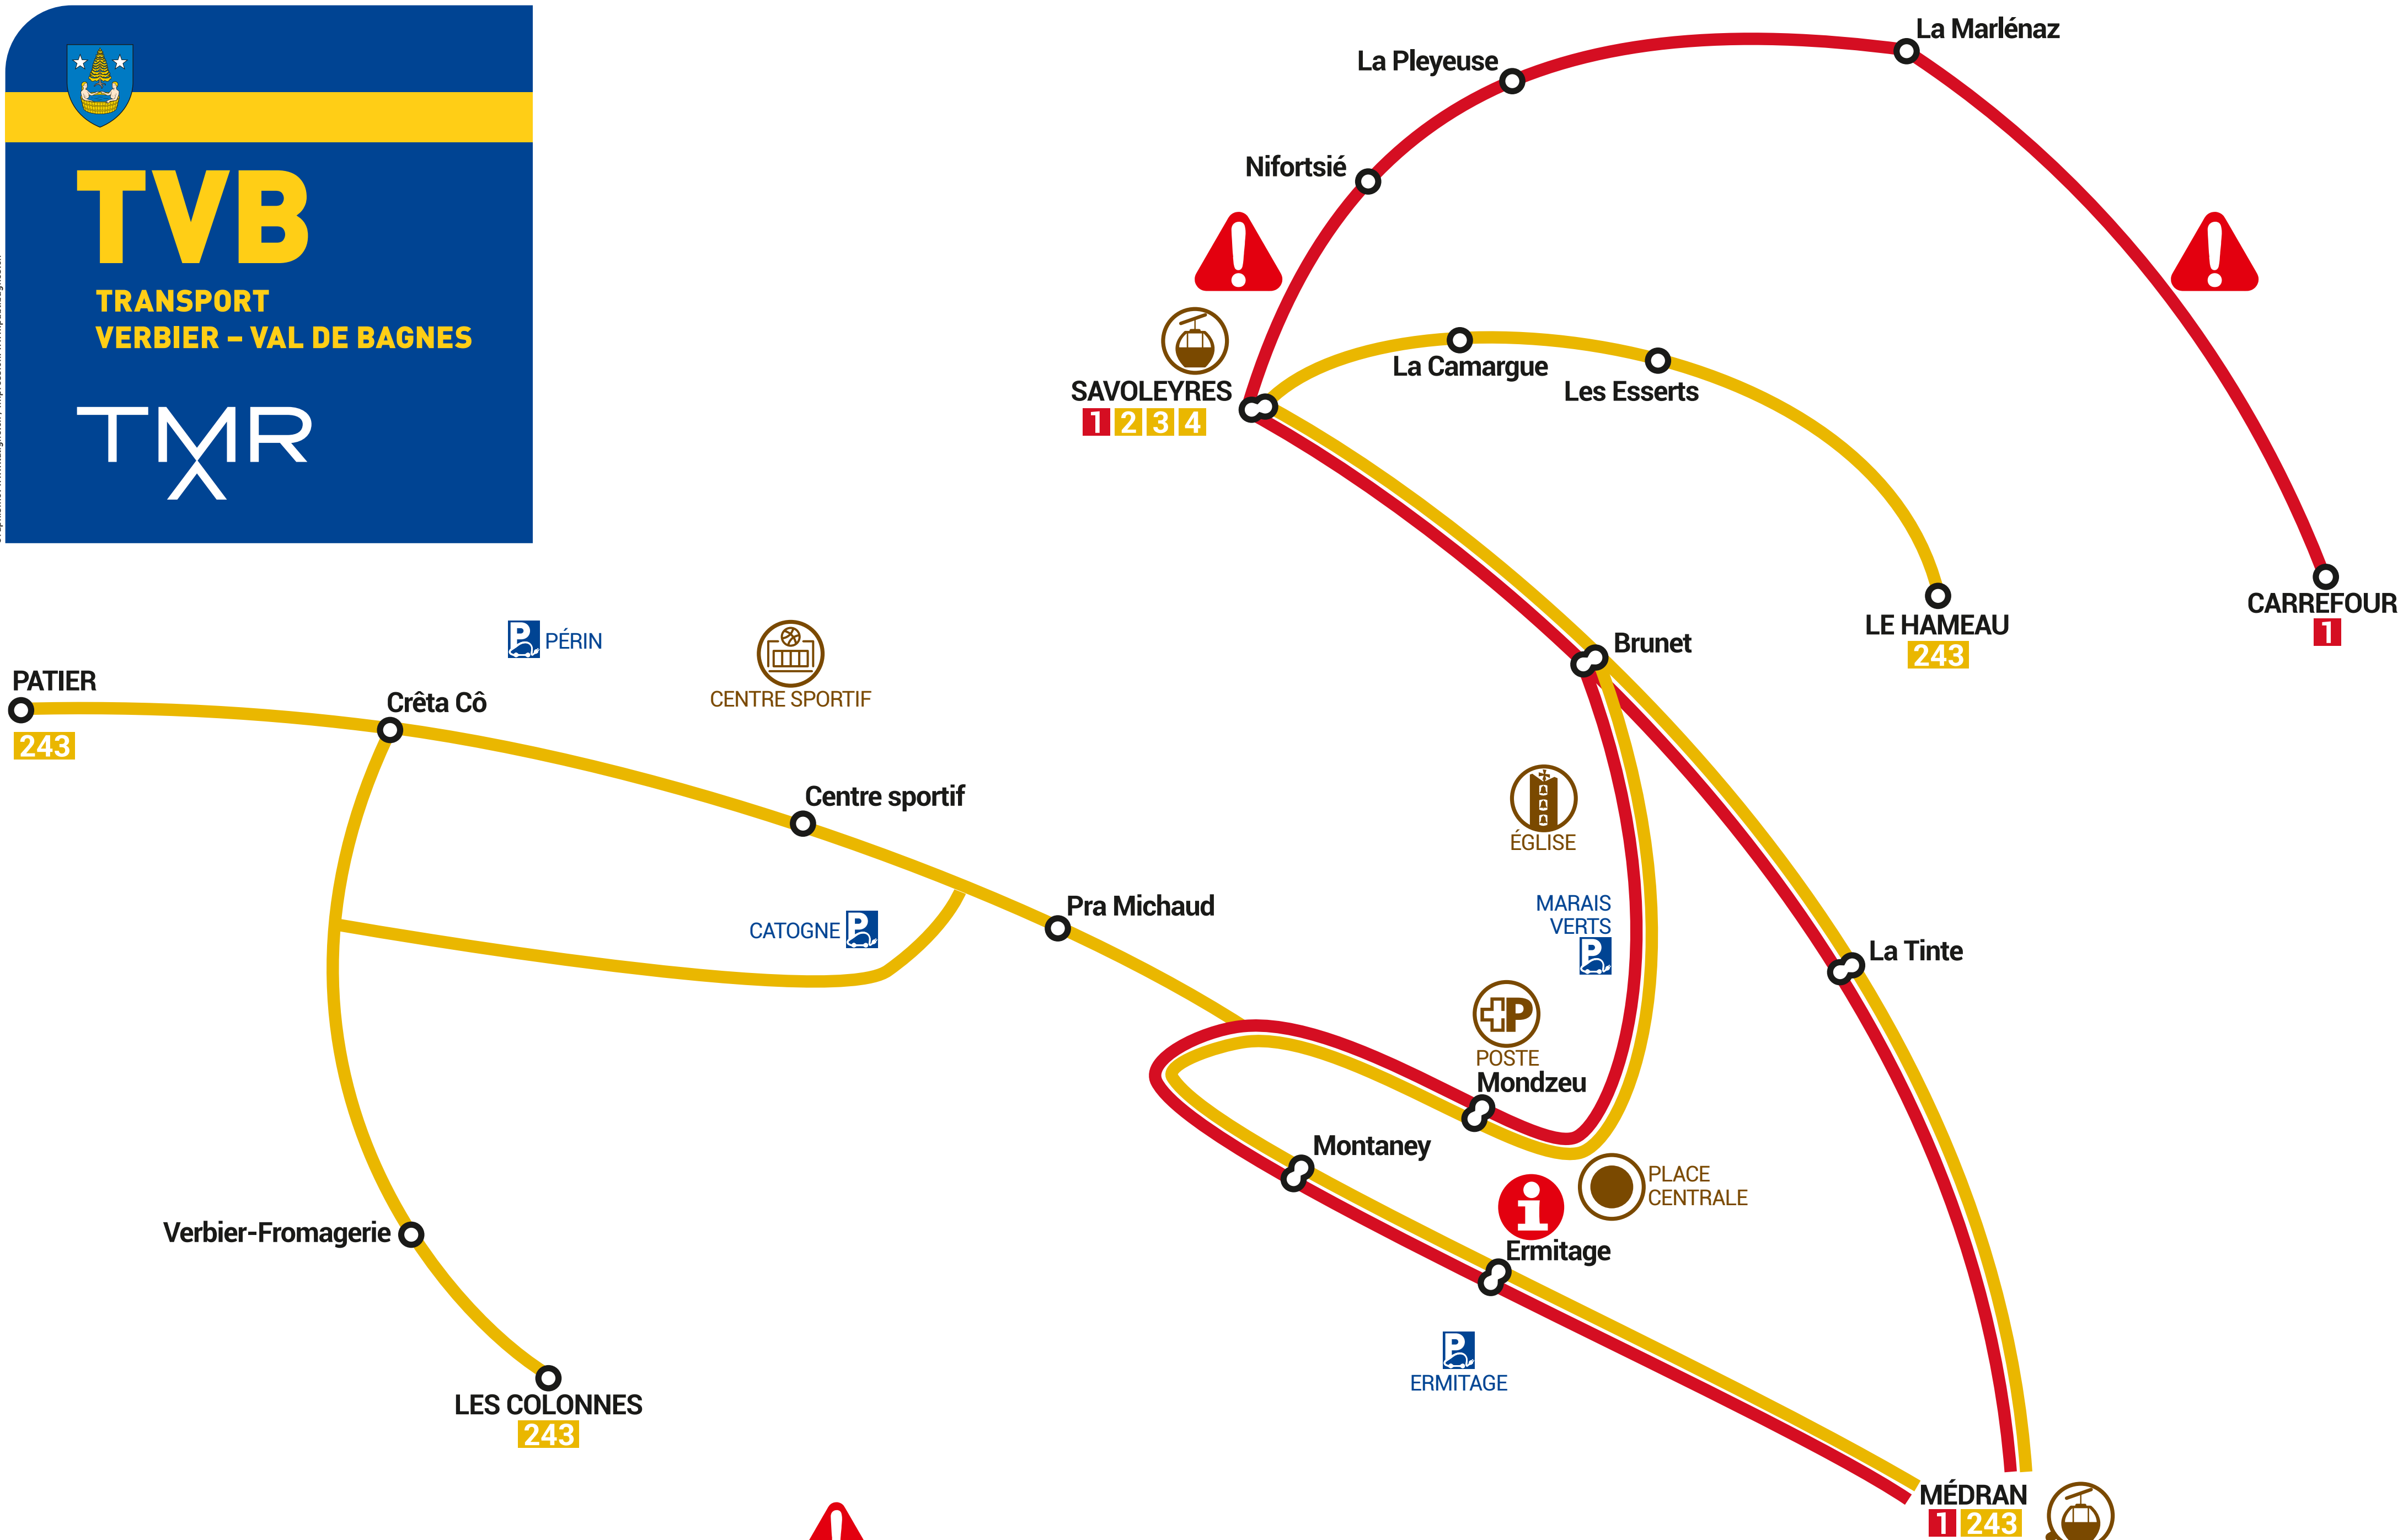 TVB
TRANSPORT
VERBIER – VAL DE BAGNES
TMR
La Marlénaz
La Pleyeuse
Nifortsié
SAVOLEYRES
1 2 3 4
La Camargue
Les Esserts
CARREFOUR
1
LE HAMEAU
243
Brunet
P PÉRIN
CENTRE SPORTIF
PATIER
243
Crêta Cô
Centre sportif
ÉGLISE
Pra Michaud
CATOGNE P
MARAIS
VERTS
P
La Tinte
P
POSTE
Mondzeu
Montaney
PLACE
CENTRALE
i
Ermitage
Verbier-Fromagerie
P
ERMITAGE
LES COLONNES
243
MÉDRAN
1 243